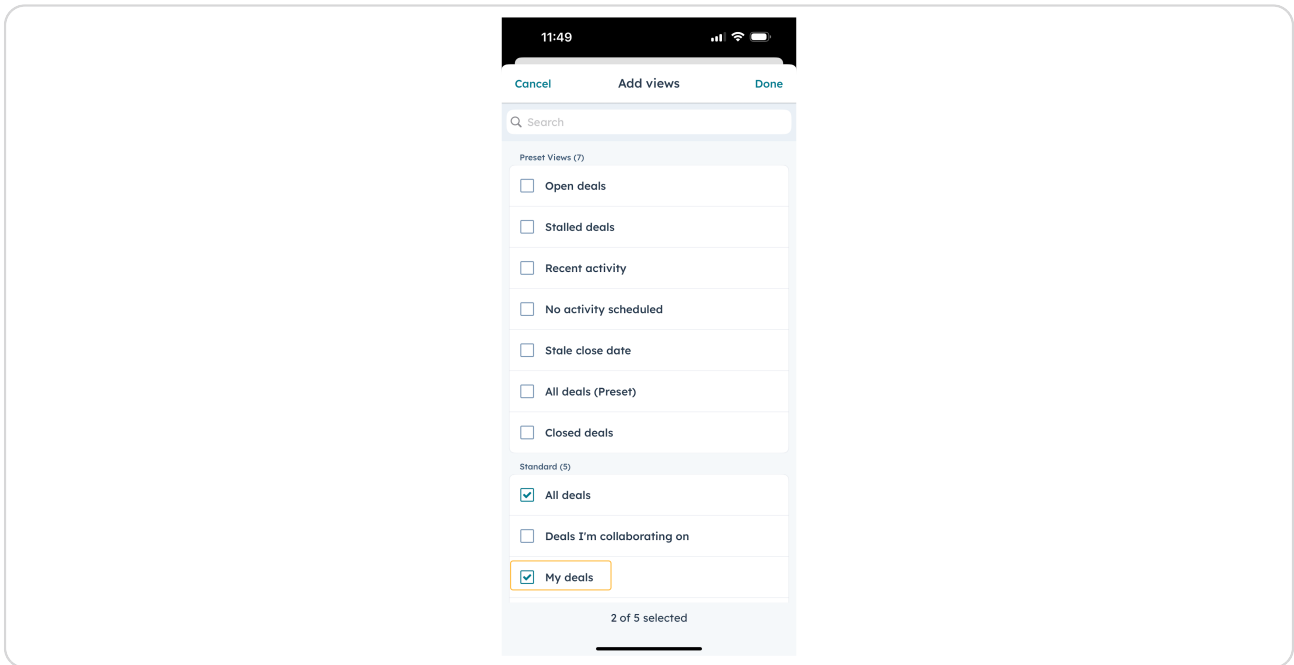 11:49
Cancel Add views Done
Search
Preset Views (7)
Open deals
Stalled deals
Recent activity
No activity scheduled
Stale close date
All deals (Preset)
Closed deals
Standard (5)
All deals
Deals I'm collaborating on
My deals
2 of 5 selected